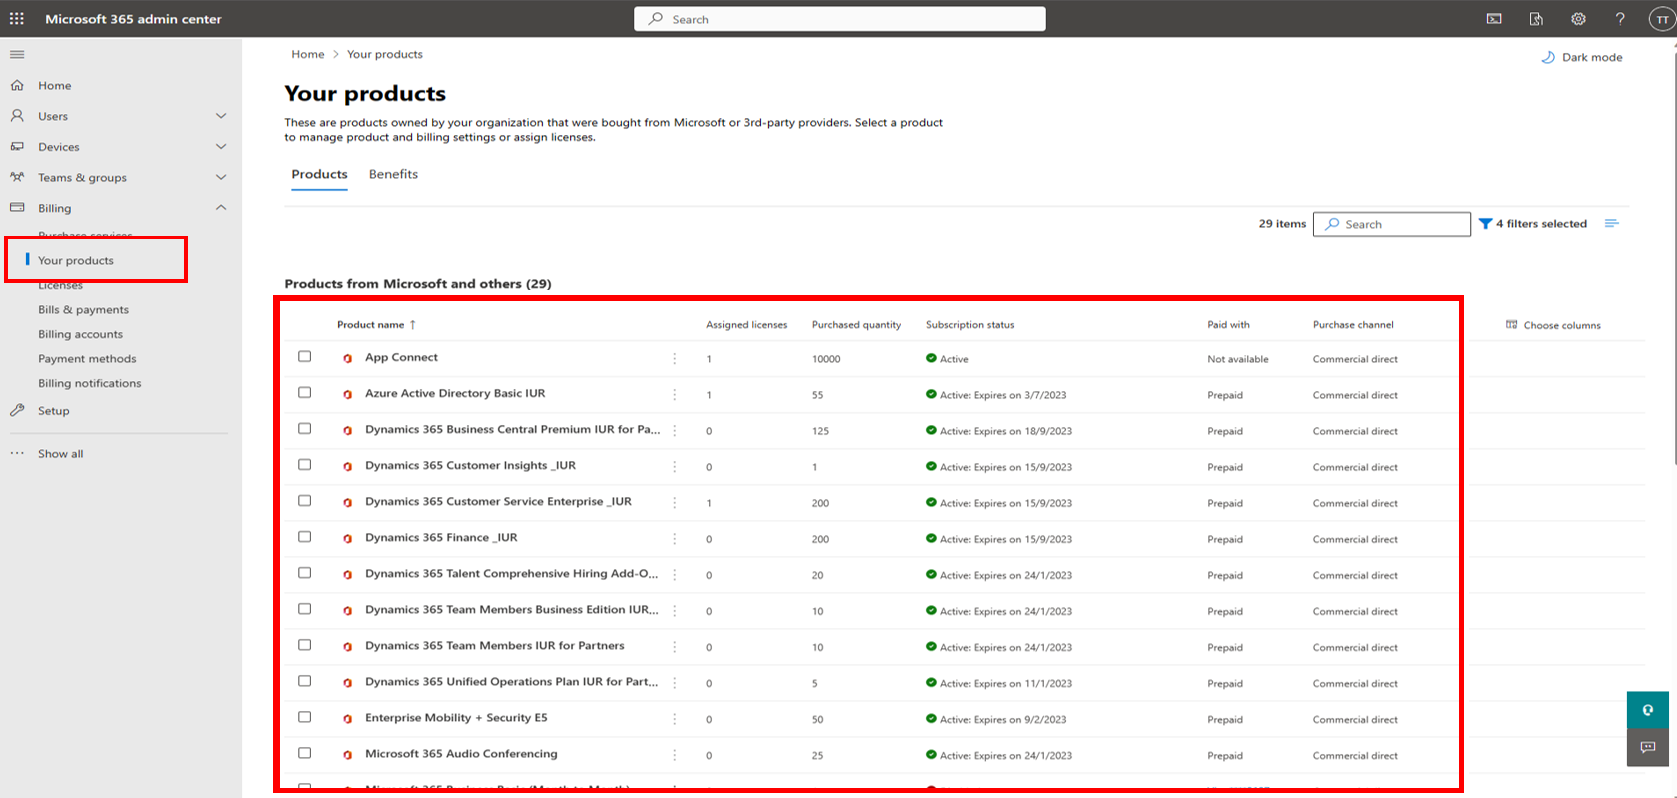 Microsoft 365 admin center
Search
?
TT
Home > Your products
Dark mode
Home
Users
Devices
Teams & groups
Billing
Purchase services
Your products
Licenses
Bills & payments
Billing accounts
Payment methods
Billing notifications
Setup
Show all
Your products
These are products owned by your organization that were bought from Microsoft or 3rd-party providers. Select a product
to manage product and billing settings or assign licenses.
Products Benefits
29 items Search 4 filters selected
Products from Microsoft and others (29)
Product name ↑ Assigned licenses Purchased quantity Subscription status Paid with Purchase channel Choose columns
App Connect 1 10000 Active Not available Commercial direct
Azure Active Directory Basic IUR 1 55 Active: Expires on 3/7/2023 Prepaid Commercial direct
Dynamics 365 Business Central Premium IUR for Pa... 0 125 Active: Expires on 18/9/2023 Prepaid Commercial direct
Dynamics 365 Customer Insights _IUR 0 1 Active: Expires on 15/9/2023 Prepaid Commercial direct
Dynamics 365 Customer Service Enterprise _IUR 1 200 Active: Expires on 15/9/2023 Prepaid Commercial direct
Dynamics 365 Finance _IUR 0 200 Active: Expires on 15/9/2023 Prepaid Commercial direct
Dynamics 365 Talent Comprehensive Hiring Add-O... 0 20 Active: Expires on 24/1/2023 Prepaid Commercial direct
Dynamics 365 Team Members Business Edition IUR... 0 10 Active: Expires on 24/1/2023 Prepaid Commercial direct
Dynamics 365 Team Members IUR for Partners 0 10 Active: Expires on 24/1/2023 Prepaid Commercial direct
Dynamics 365 Unified Operations Plan IUR for Part... 0 5 Active: Expires on 11/1/2023 Prepaid Commercial direct
Enterprise Mobility + Security E5 0 50 Active: Expires on 9/2/2023 Prepaid Commercial direct
Microsoft 365 Audio Conferencing 0 25 Active: Expires on 24/1/2023 Prepaid Commercial direct